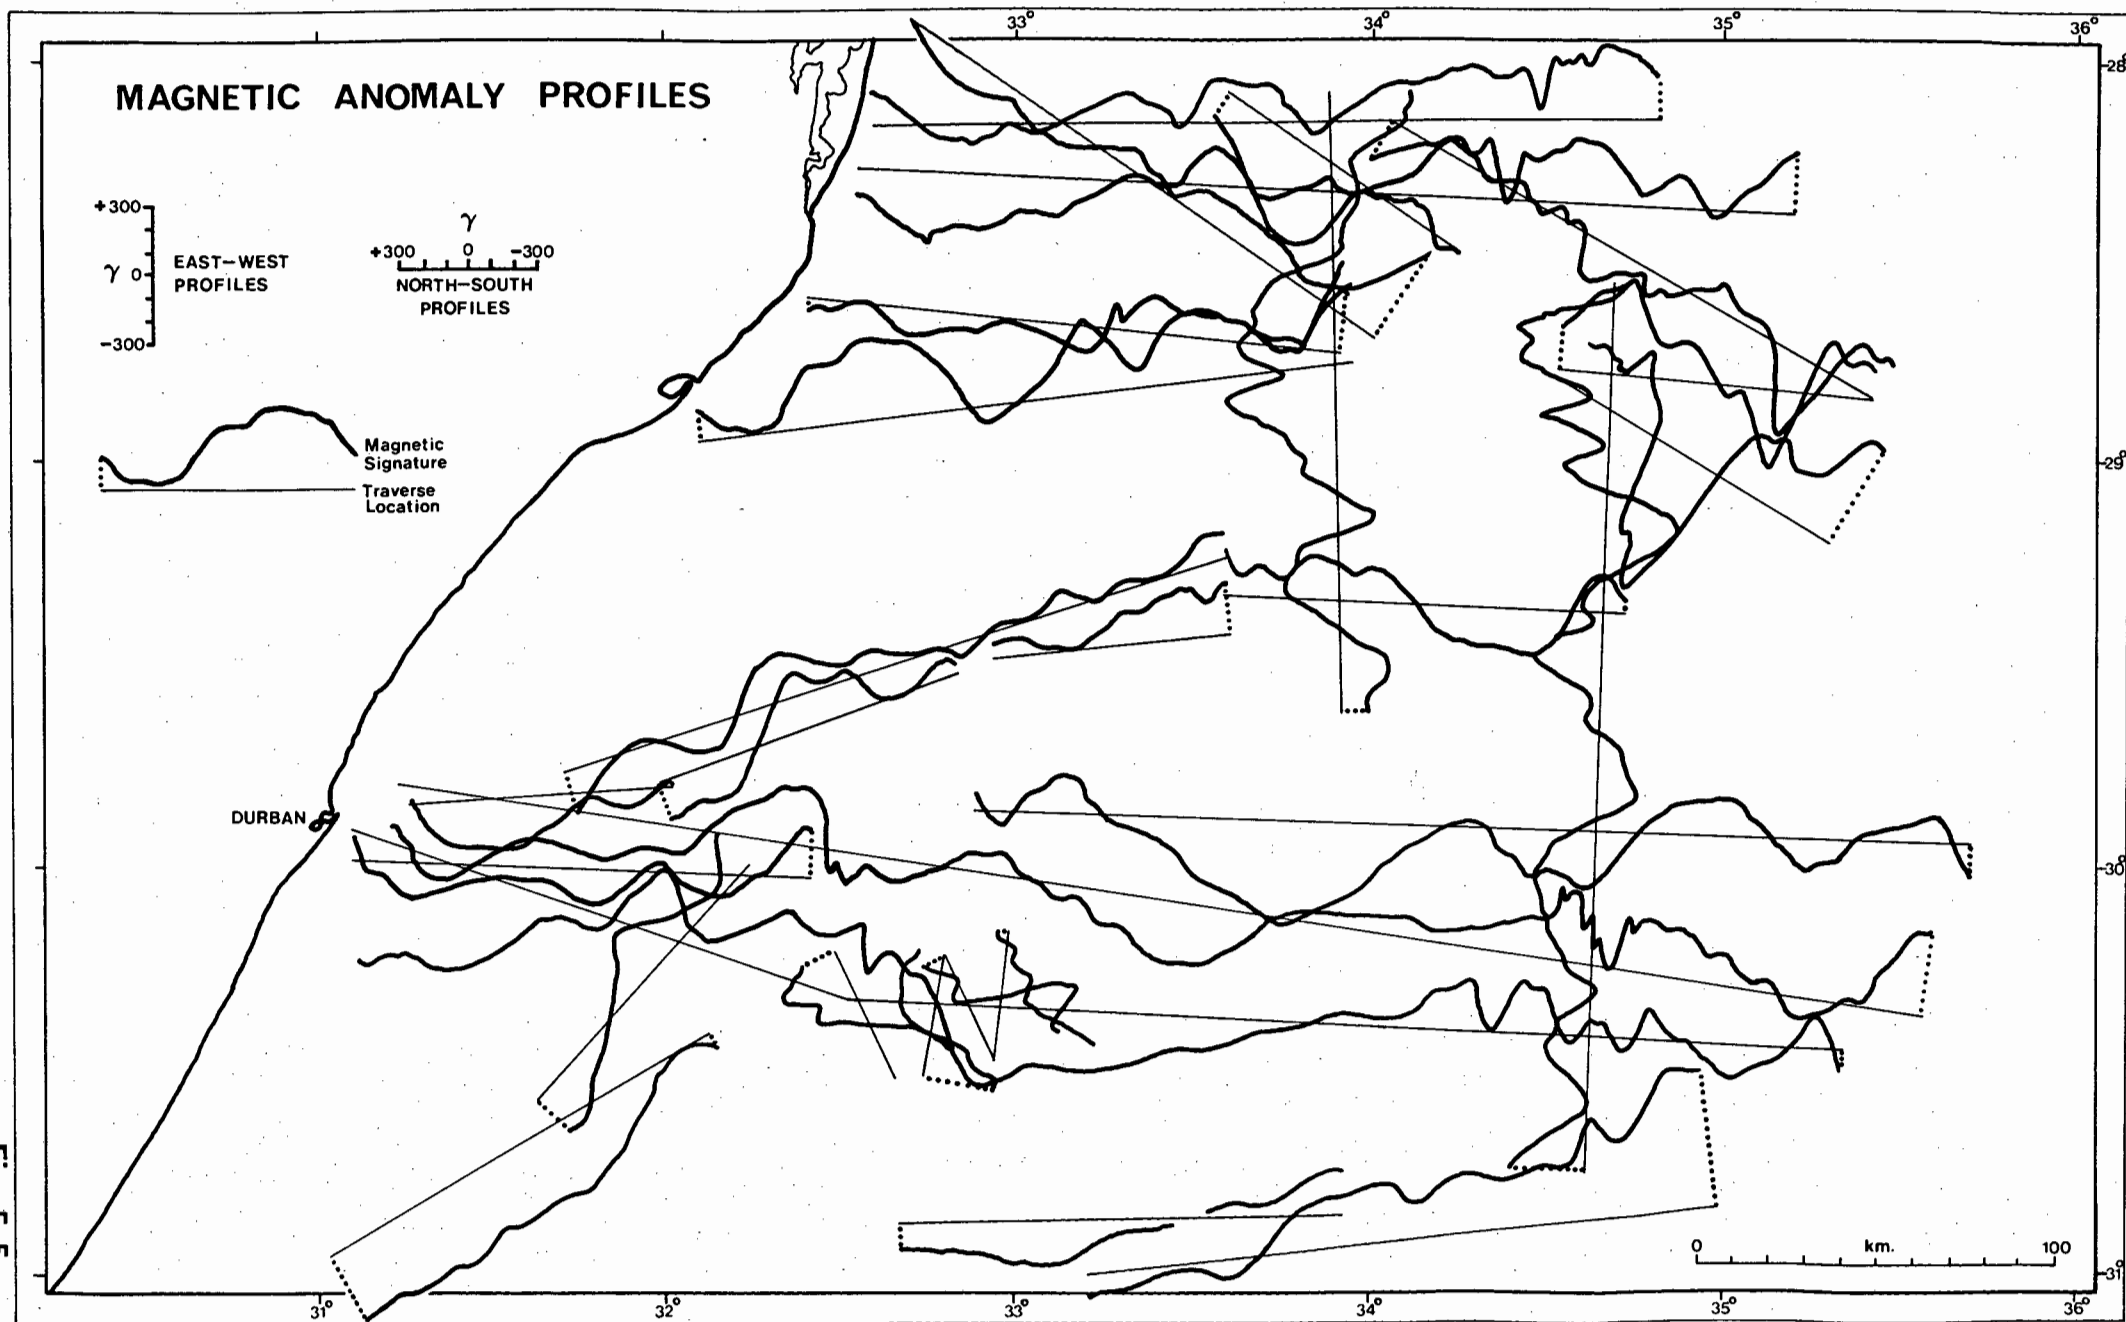 33° 34° 35° 36°
28°
MAGNETIC ANOMALY PROFILES
+300
γ 0
-300
EAST-WEST
PROFILES
γ
+300 0 -300
NORTH-SOUTH
PROFILES
Magnetic
Signature
Traverse
Location
29°
DURBAN
30°
0 km. 100
31°
31° 32° 33° 34° 35° 36°